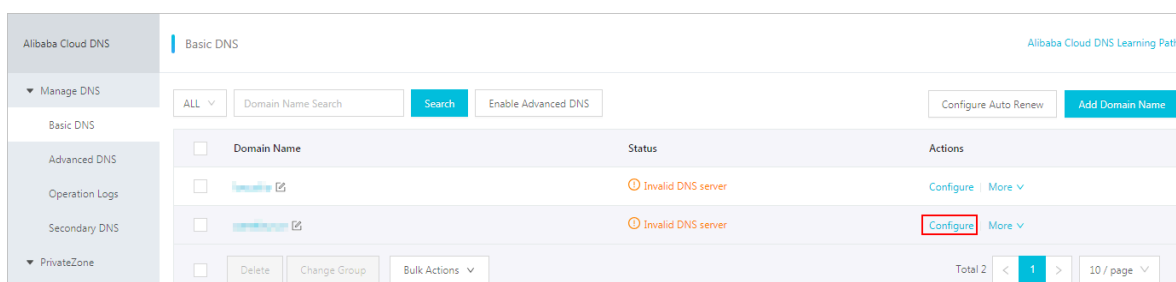 Alibaba Cloud DNS
Basic DNS
Alibaba Cloud DNS Learning Path
Manage DNS
ALL
Domain Name Search
Search
Enable Advanced DNS
Configure Auto Renew
Add Domain Name
Basic DNS
Domain Name
Status
Actions
Advanced DNS
Operation Logs
Invalid DNS server
Configure
More
Secondary DNS
Invalid DNS server
Configure
More
PrivateZone
Delete
Change Group
Bulk Actions
Total 2 < 1 > 10 / page